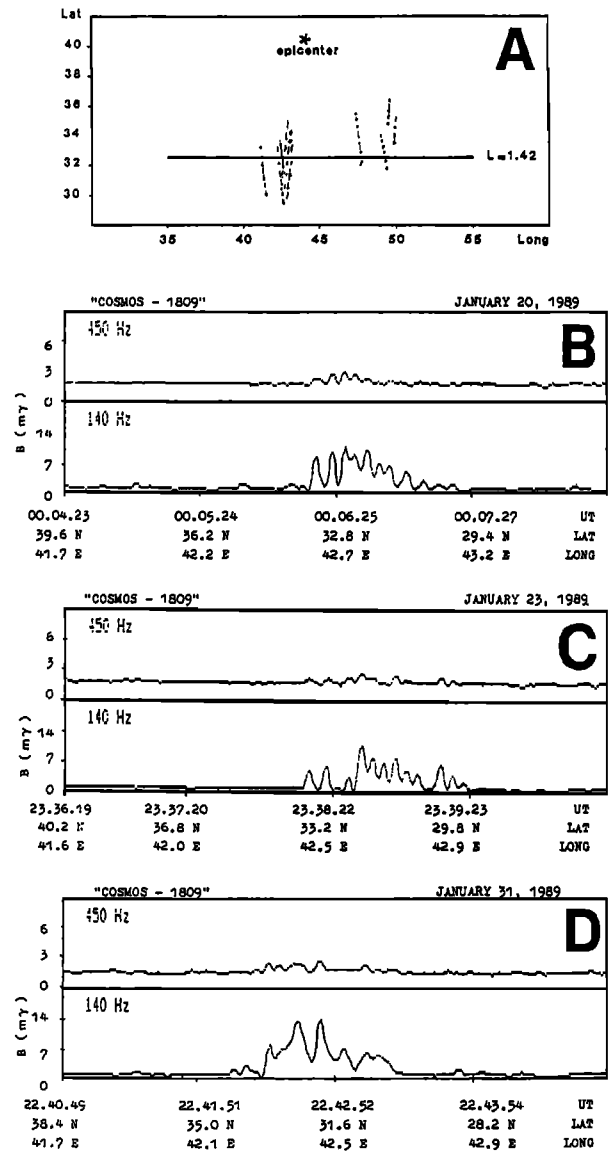 Lat
A
40
*
epicenter
36
32
L=1.42
30
35 40 45 50 55 Long
"COSMOS - 1809" JANUARY 20, 1989
450 Hz
B
6
3
0
140 Hz
B (mγ)
14
7
0
00.04.23 00.05.24 00.06.25 00.07.27 UT
39.6 N 36.2 N 32.8 N 29.4 N LAT
41.7 E 42.2 E 42.7 E 43.2 E LONG
"COSMOS - 1809" JANUARY 23, 1989
450 Hz
C
6
3
0
140 Hz
B (mγ)
14
7
0
23.36.19 23.37.20 23.38.22 23.39.23 UT
40.2 N 36.8 N 33.2 N 29.8 N LAT
41.6 E 42.0 E 42.5 E 42.9 E LONG
"COSMOS - 1809" JANUARY 31, 1989
450 Hz
D
6
3
0
140 Hz
B (mγ)
14
7
0
22.40.49 22.41.51 22.42.52 22.43.54 UT
38.4 N 35.0 N 31.6 N 28.2 N LAT
41.7 E 42.1 E 42.5 E 42.9 E LONG